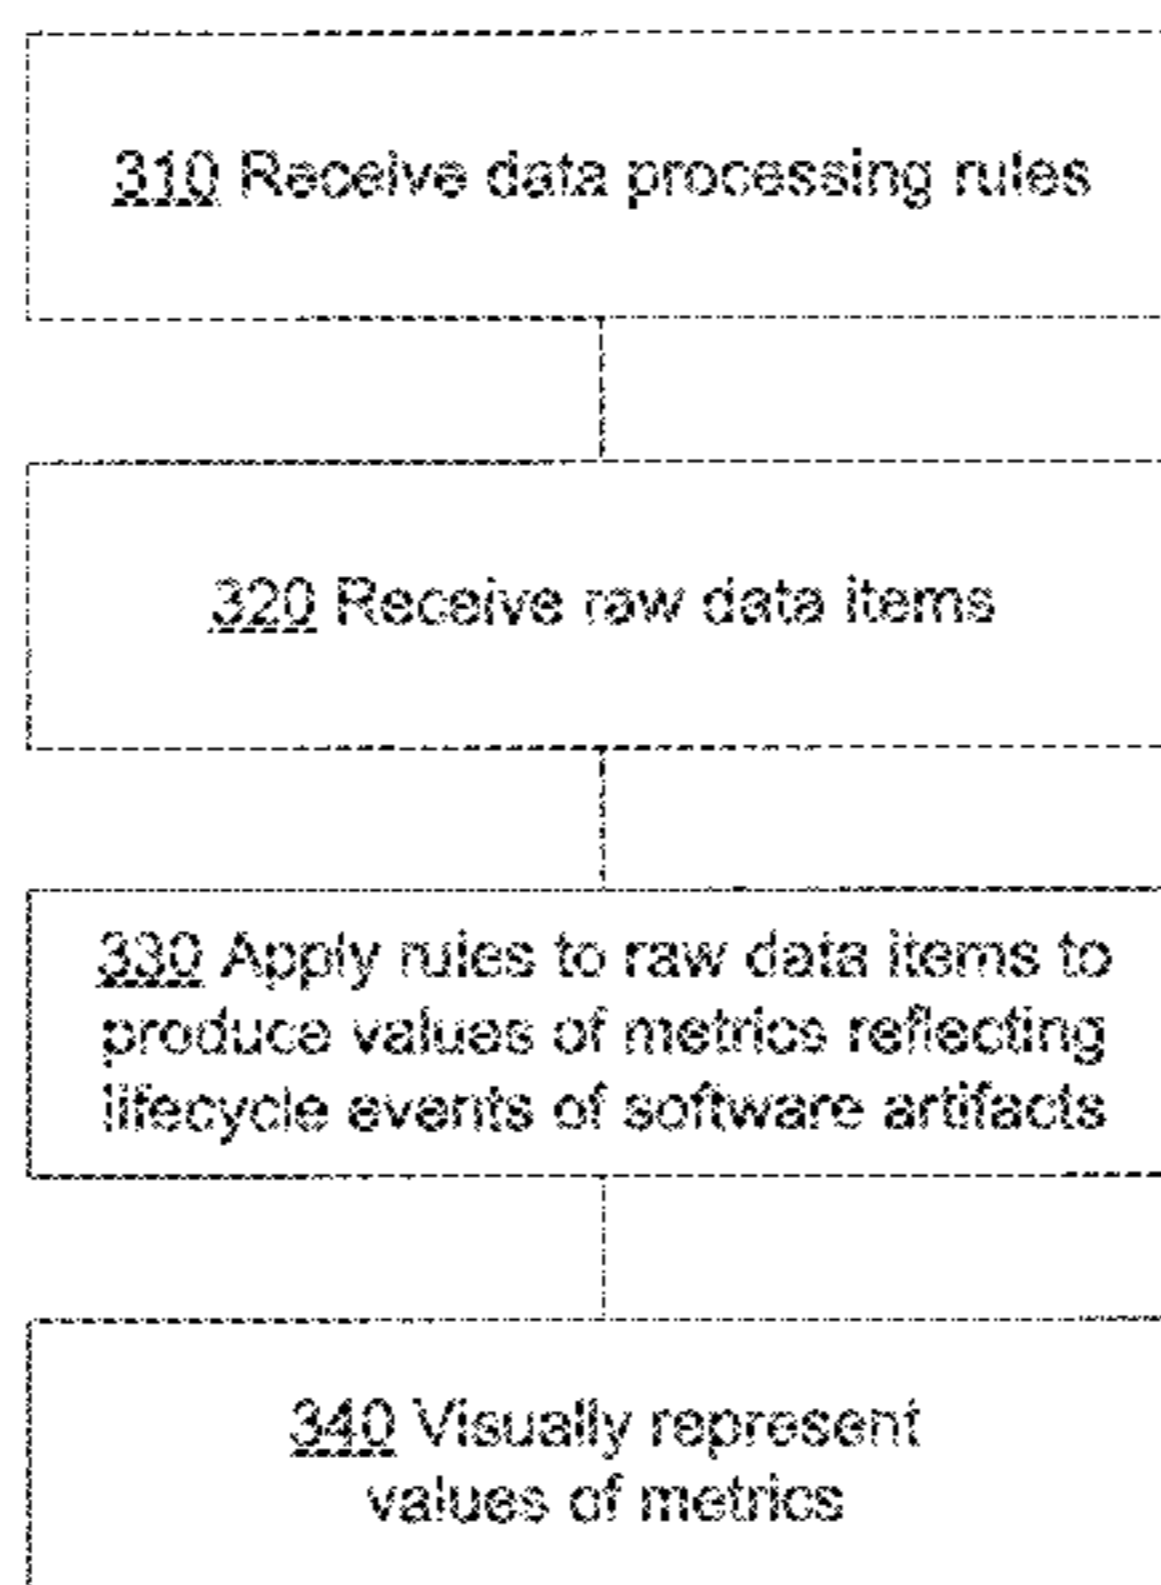 310 Receive data processing rules
320 Receive raw data items
330 Apply rules to raw data items to
produce values of metrics reflecting
lifecycle events of software artifacts
340 Visually represent
values of metrics